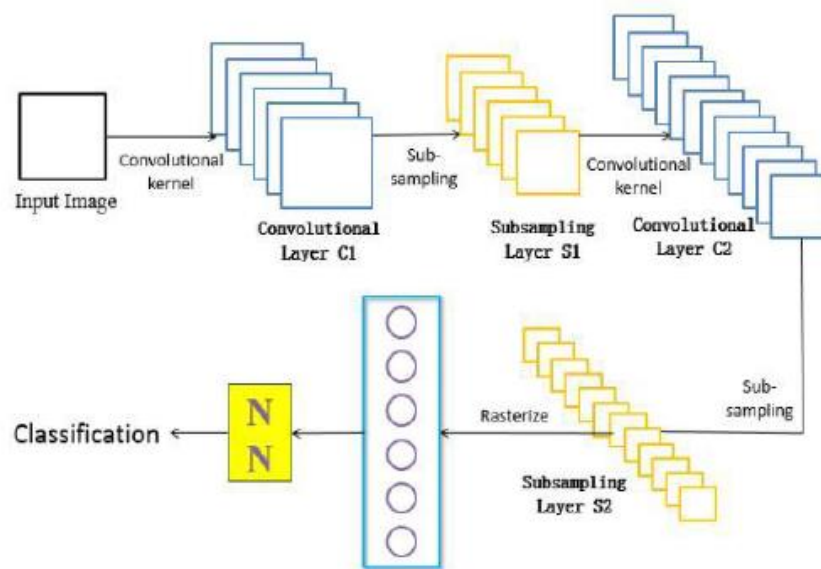 Input Image
Convolutional
kernel
Convolutional
Layer C1
Sub-
sampling
Subsampling
Layer S1
Convolutional
kernel
Convolutional
Layer C2
Sub-
sampling
Subsampling
Layer S2
Rasterize
N
N
Classification